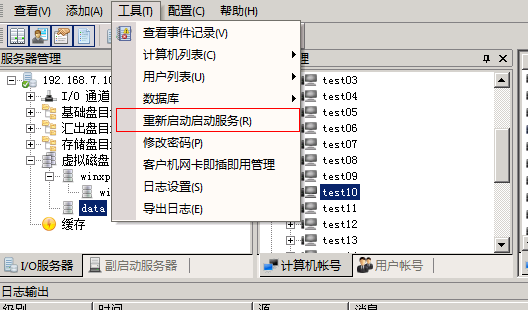 查看(V) 添加(A) 工具(T) 配置(C) 帮助(H)
查看事件记录(V)
计算机列表(C)
用户列表(U)
数据库
重新启动启动服务(R)
修改密码(P)
客户机网卡即插即用管理
日志设置(S)
导出日志(E)
服务器管理
192.168.7.10
I/O 通道
基础盘目
汇出盘目
存储盘目
虚拟磁盘
winxp
wi
data
缓存
I/O服务器 副启动服务器
理
test03
test04
test05
test06
test07
test08
test09
test10
test11
test12
test13
计算机帐号 用户帐号
日志输出
级别 时间 源 消息